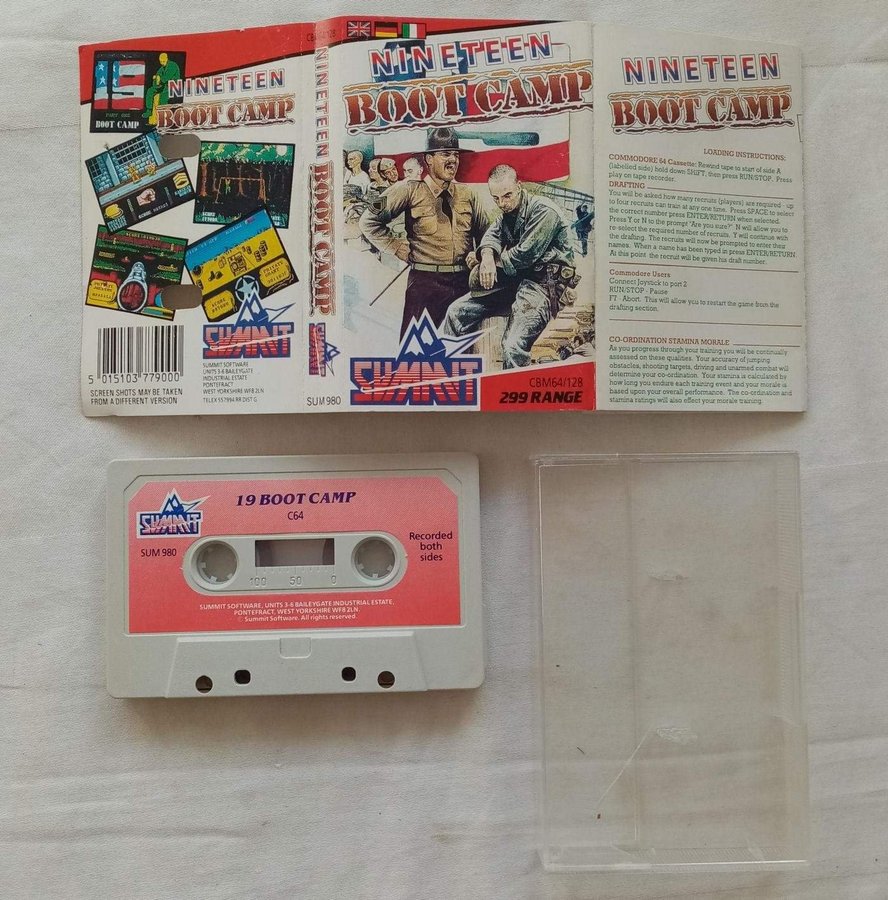 19
PART ONE
BOOT CAMP
NINETEEN
BOOT CAMP
SUMMIT
SUMMIT SOFTWARE
UNITS 3-6 BAILEYGATE
INDUSTRIAL ESTATE
PONTEFRACT
WEST YORKSHIRE WF8 2LN
TELEX 557894 RR DIST G
5 015103 779000
SCREEN SHOTS MAY BE TAKEN
FROM A DIFFERENT VERSION
CBM 64/128
NINETEEN BOOT CAMP
SUMMIT
SUM 980
NINETEEN
BOOT CAMP
SUMMIT
CBM64/128
299 RANGE
NINETEEN
BOOT CAMP
LOADING INSTRUCTIONS:
COMMODORE 64 Cassette: Rewind tape to start of side A
(labelled side) hold down SHIFT, then press RUN/STOP. Press
play on tape recorder.
DRAFTING
You will be asked how many recruits (players) are required - up
to four recruits can train at any one time. Press SPACE to select
the correct number press ENTER/RETURN when selected.
Press Y or N to the prompt 'Are you sure?' N will allow you to
re-select the required number of recruits. Y will continue with
the drafting. The recruits will now be prompted to enter their
names. When a name has been typed in press ENTER/RETURN
At this point the recruit will be given his draft number.
Commodore Users
Connect Joystick to port 2
RUN/STOP - Pause
F7 - Abort. This will allow you to restart the game from the
drafting section.
CO-ORDINATION STAMINA MORALE
As you progress through your training you will be continually
assessed on these qualities. Your accuracy of jumping
obstacles, shooting targets, driving and unarmed combat will
determine your co-ordination. Your stamina is calculated by
how long you endure each training event and your morale is
based upon your overall performance. The co-ordination and
stamina ratings will also effect your morale training.
SUMMIT
19 BOOT CAMP
C64
SUM 980
Recorded
both
sides
100 50 0
SUMMIT SOFTWARE, UNITS 3-6 BAILEYGATE INDUSTRIAL ESTATE,
PONTEFRACT, WEST YORKSHIRE WF8 2LN.
© Summit Software. All rights reserved.